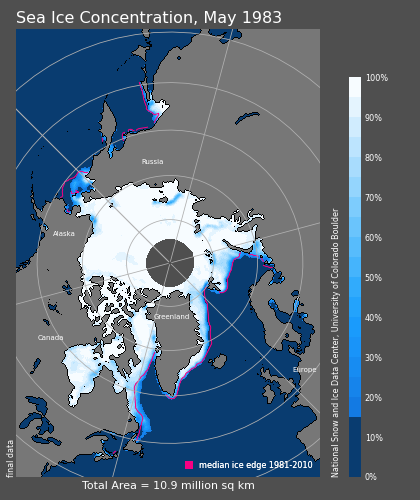 Sea Ice Concentration, May 1983
Russia
Alaska
Greenland
Canada
Europe
median ice edge 1981-2010
final data
Total Area = 10.9 million sq km
100%
90%
80%
70%
60%
50%
40%
30%
20%
10%
0%
National Snow and Ice Data Center, University of Colorado Boulder